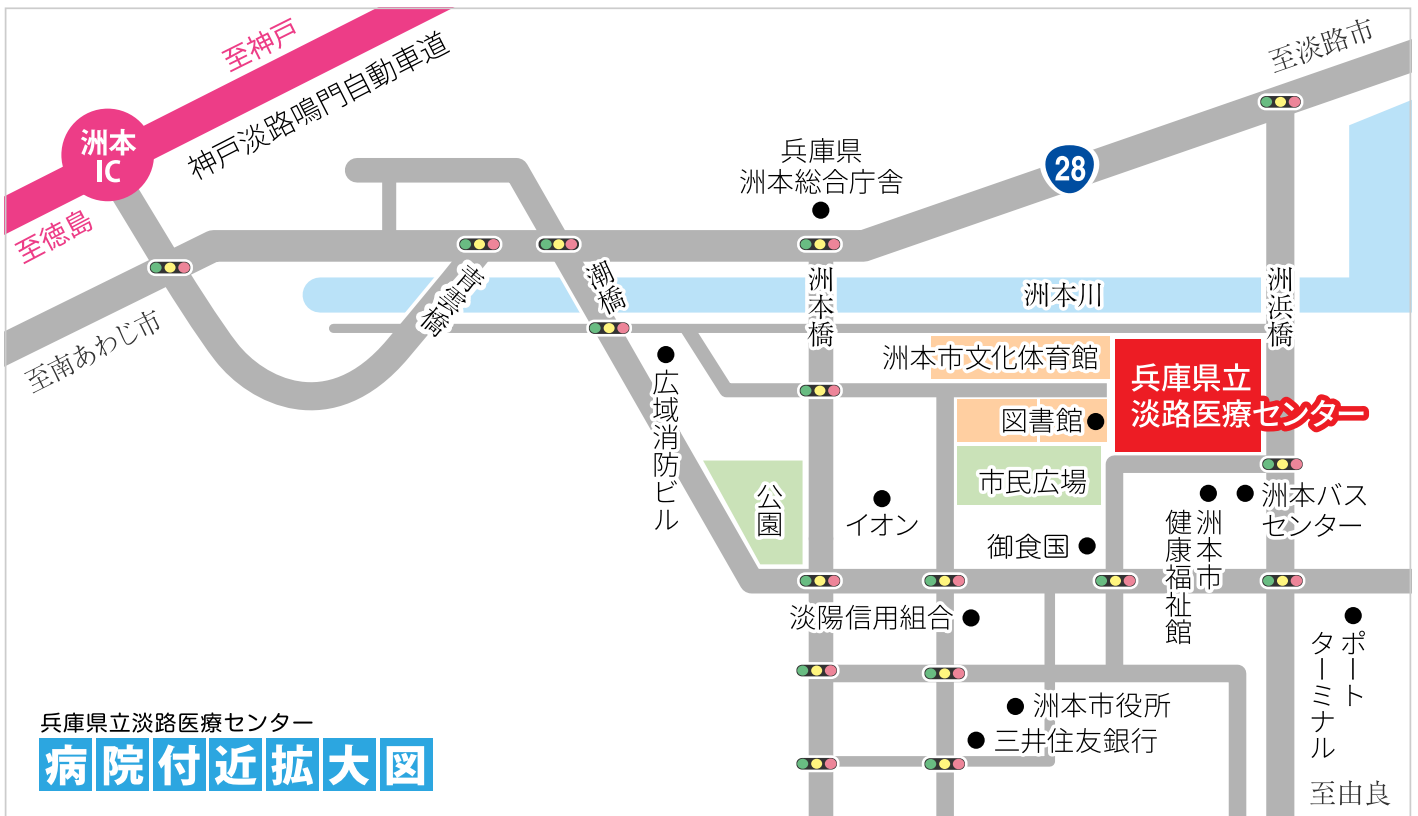 至神戸
神戸淡路鳴門自動車道
洲本
IC
至徳島
至淡路市
28
兵庫県
洲本総合庁舎
至南あわじ市
青雲橋
潮橋
洲本橋
洲本川
洲浜橋
広域消防ビル
洲本市文化体育館
兵庫県立
淡路医療センター
図書館
市民広場
公園
イオン
御食国
洲本市
健康福祉館
洲本バス
センター
淡陽信用組合
ポート
ターミナル
洲本市役所
三井住友銀行
至由良
兵庫県立淡路医療センター
病院付近拡大図